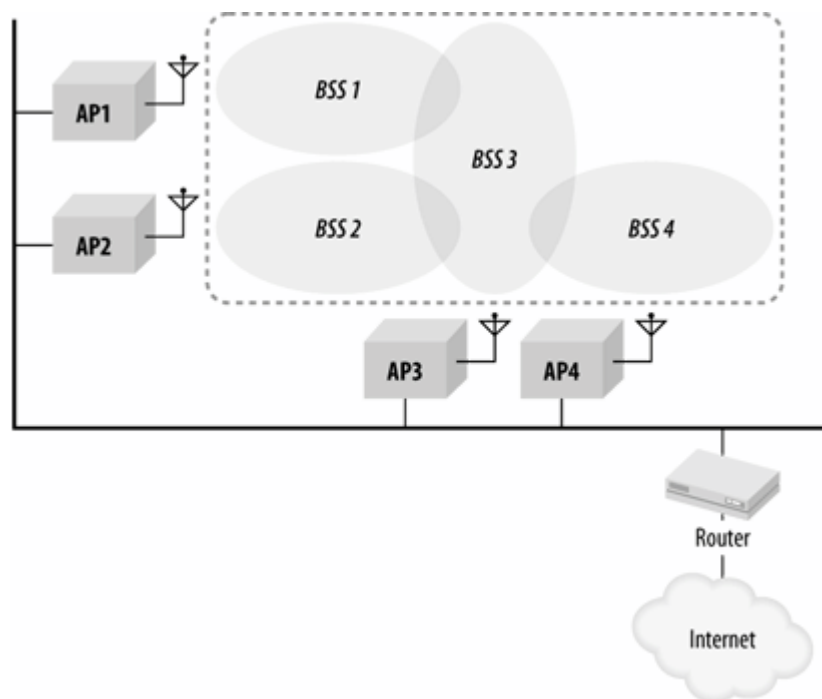 BSS 1
AP1
BSS 3
BSS 2
BSS 4
AP2
AP3
AP4
Router
Internet